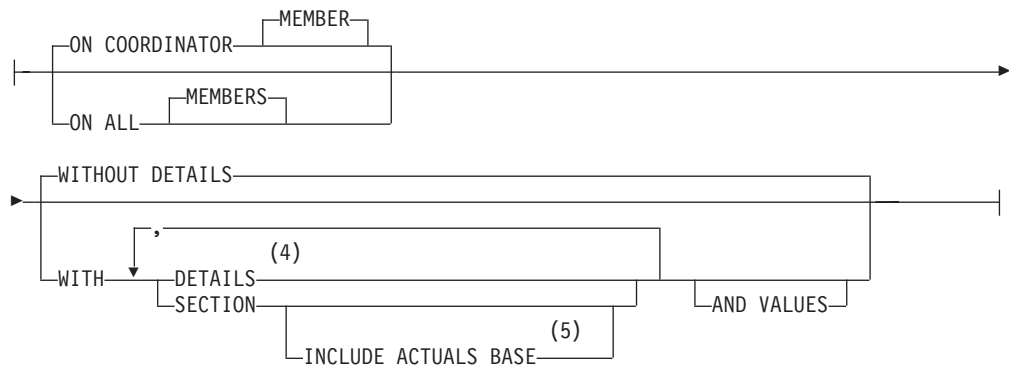 MEMBER
ON COORDINATOR
MEMBERS
ON ALL
WITHOUT DETAILS
,
(4)
WITH DETAILS
SECTION AND VALUES
(5)
INCLUDE ACTUALS BASE